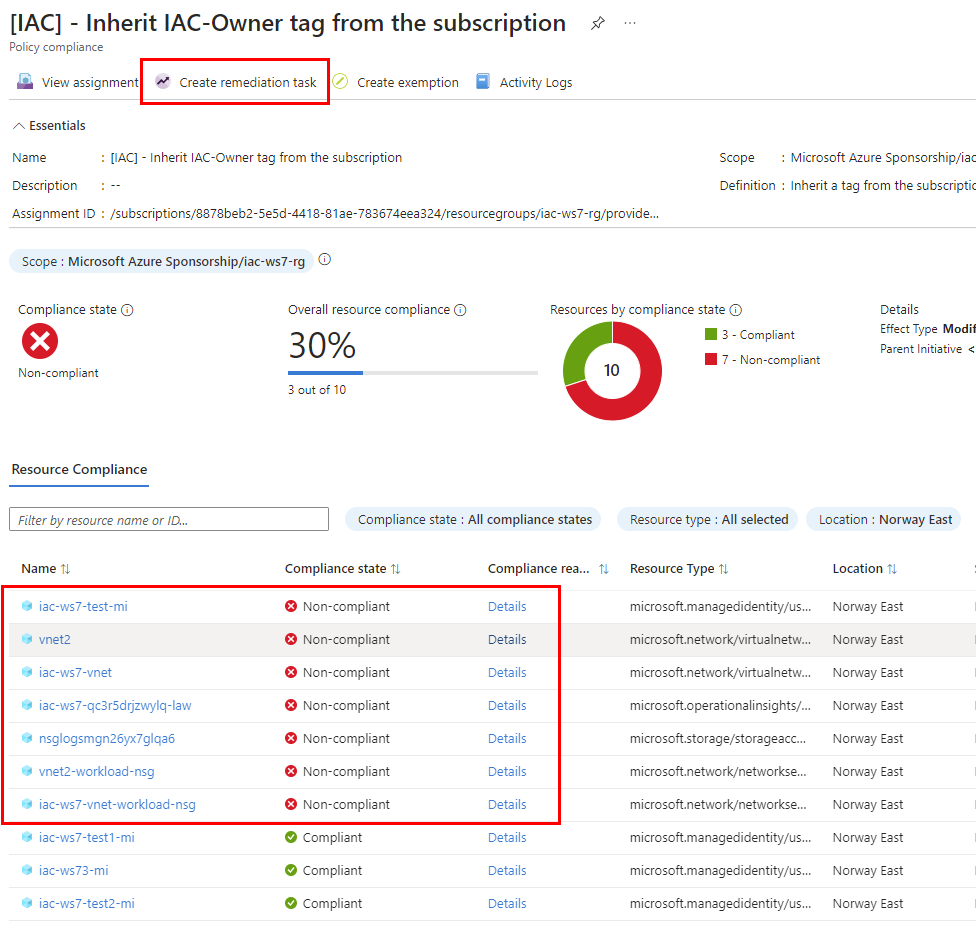 [IAC] - Inherit IAC-Owner tag from the subscription ...
Policy compliance
View assignment Create remediation task Create exemption Activity Logs
Essentials
Name : [IAC] - Inherit IAC-Owner tag from the subscription Scope : Microsoft Azure Sponsorship/iac
Description : -- Definition : Inherit a tag from the subscriptio
Assignment ID : /subscriptions/8878beb2-5e5d-4418-81ae-783674eea324/resourcegroups/iac-ws7-rg/provide...
Scope : Microsoft Azure Sponsorship/iac-ws7-rg
Compliance state Overall resource compliance Resources by compliance state Details
30% 3 - Compliant Effect Type Modif
10 7 - Non-compliant Parent Initiative <
Non-compliant
3 out of 10
Resource Compliance
Filter by resource name or ID... Compliance state : All compliance states Resource type : All selected Location : Norway East
Name Compliance state Compliance rea... Resource Type Location
iac-ws7-test-mi Non-compliant Details microsoft.managedidentity/us... Norway East
vnet2 Non-compliant Details microsoft.network/virtualnetw... Norway East
iac-ws7-vnet Non-compliant Details microsoft.network/virtualnetw... Norway East
iac-ws7-qc3r5drjzwylq-law Non-compliant Details microsoft.operationalinsights/... Norway East
nsglogsmgn26yx7glqa6 Non-compliant Details microsoft.storage/storageacc... Norway East
vnet2-workload-nsg Non-compliant Details microsoft.network/networkse... Norway East
iac-ws7-vnet-workload-nsg Non-compliant Details microsoft.network/networkse... Norway East
iac-ws7-test1-mi Compliant Details microsoft.managedidentity/us... Norway East
iac-ws73-mi Compliant Details microsoft.managedidentity/us... Norway East
iac-ws7-test2-mi Compliant Details microsoft.managedidentity/us... Norway East